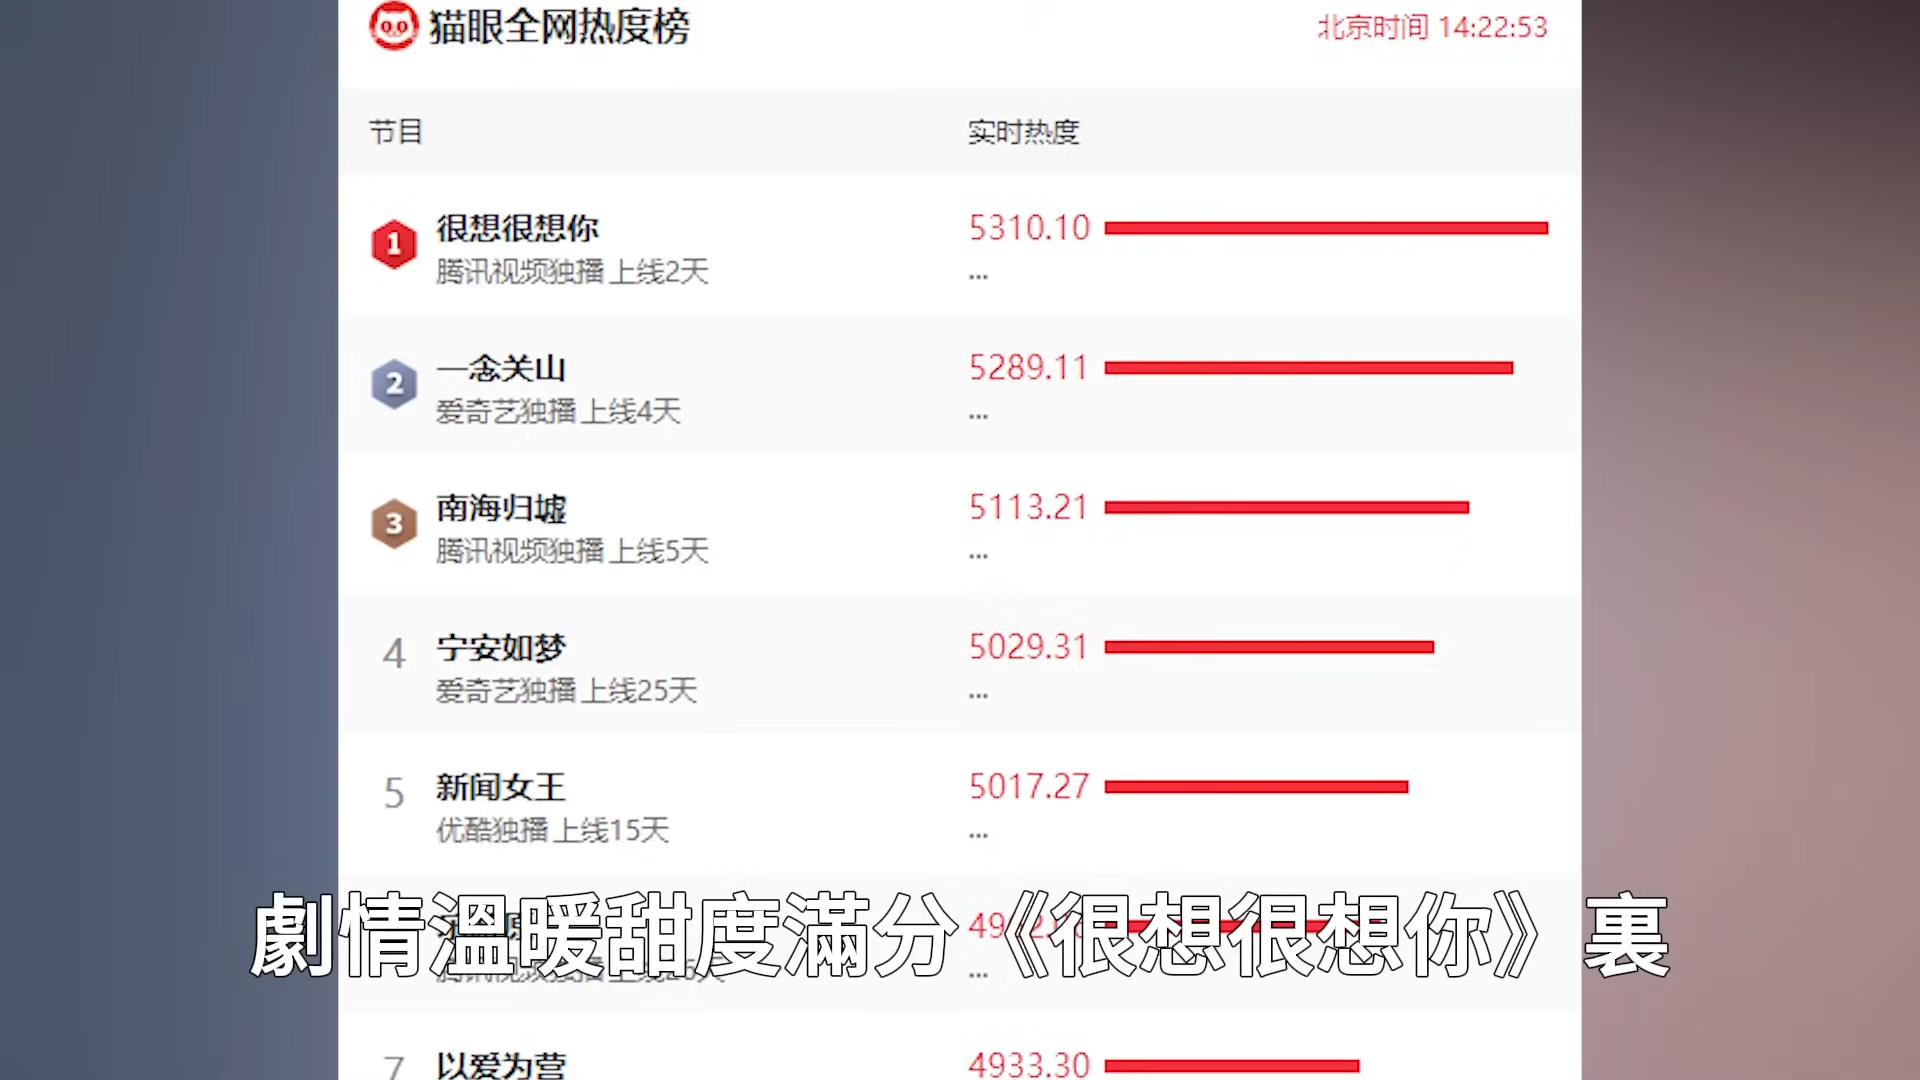 猫眼全网热度榜
北京时间 14:22:53
节目
实时热度
1
很想很想你
5310.10
腾讯视频独播 上线2天
...
2
一念关山
5289.11
爱奇艺独播 上线4天
...
3
南海归墟
5113.21
腾讯视频独播 上线5天
...
4
宁安如梦
5029.31
爱奇艺独播 上线25天
...
5
新闻女王
5017.27
优酷独播 上线15天
...
劇情溫暖甜度滿分《很想很想你》裏
...
7
以爱为营
4933.30